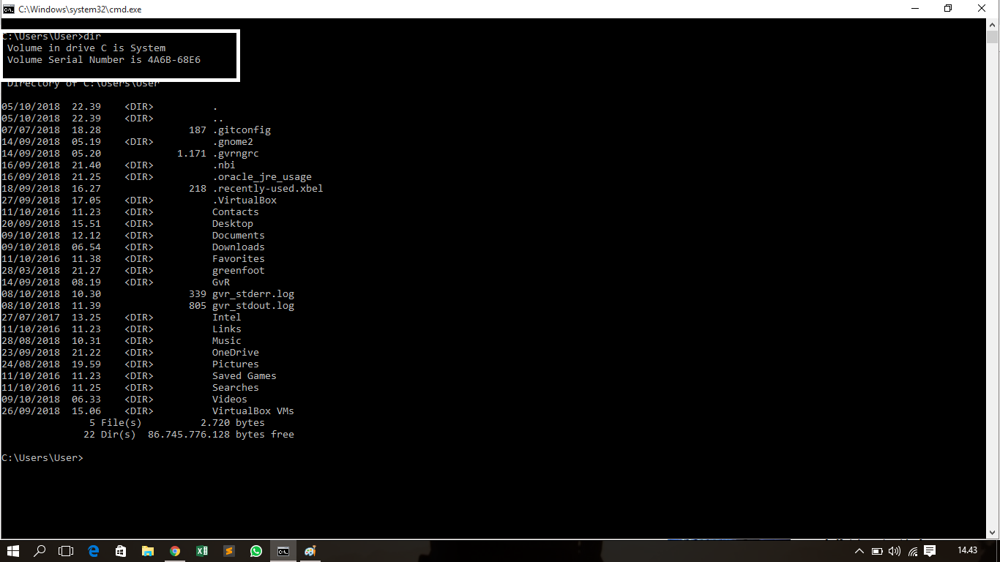 C:\Windows\system32\cmd.exe
C:\Users\User>dir
Volume in drive C is System
Volume Serial Number is 4A6B-68E6
Directory of C:\Users\User
05/10/2018  22.39    <DIR>          .
05/10/2018  22.39    <DIR>          ..
07/07/2018  18.28               187 .gitconfig
14/09/2018  05.19    <DIR>          .gnome2
14/09/2018  05.20             1.171 .gvrngrc
16/09/2018  21.40    <DIR>          .nbi
16/09/2018  21.25    <DIR>          .oracle_jre_usage
18/09/2018  16.27               218 .recently-used.xbel
27/09/2018  17.05    <DIR>          .VirtualBox
11/10/2016  11.23    <DIR>          Contacts
20/09/2018  15.51    <DIR>          Desktop
09/10/2018  12.12    <DIR>          Documents
09/10/2018  06.54    <DIR>          Downloads
11/10/2016  11.38    <DIR>          Favorites
28/03/2018  21.27    <DIR>          greenfoot
14/09/2018  08.19    <DIR>          GvR
08/10/2018  10.30               339 gvr_stderr.log
08/10/2018  11.39               805 gvr_stdout.log
27/07/2017  13.25    <DIR>          Intel
11/10/2016  11.23    <DIR>          Links
28/08/2018  10.31    <DIR>          Music
23/09/2018  21.22    <DIR>          OneDrive
24/08/2018  19.59    <DIR>          Pictures
11/10/2016  11.23    <DIR>          Saved Games
11/10/2016  11.25    <DIR>          Searches
09/10/2018  06.33    <DIR>          Videos
26/09/2018  15.06    <DIR>          VirtualBox VMs
5 File(s)          2.720 bytes
22 Dir(s)  86.745.776.128 bytes free
C:\Users\User>
14.43